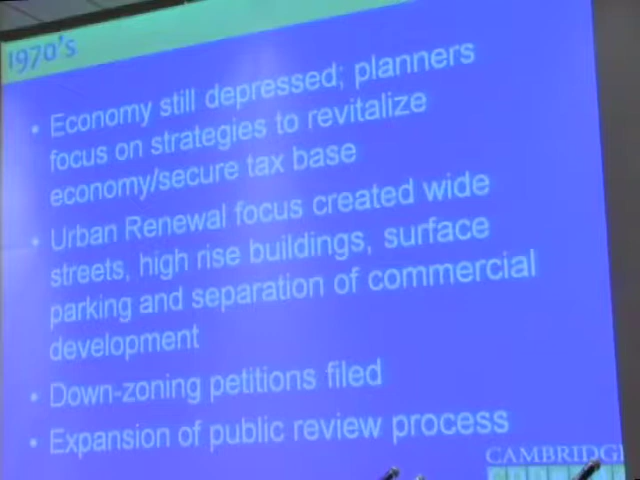 1970's
• Economy still depressed; planners
focus on strategies to revitalize
economy/secure tax base
• Urban Renewal focus created wide
streets, high rise buildings, surface
parking and separation of commercial
development
• Down-zoning petitions filed
• Expansion of public review process
CAMBRIDGE